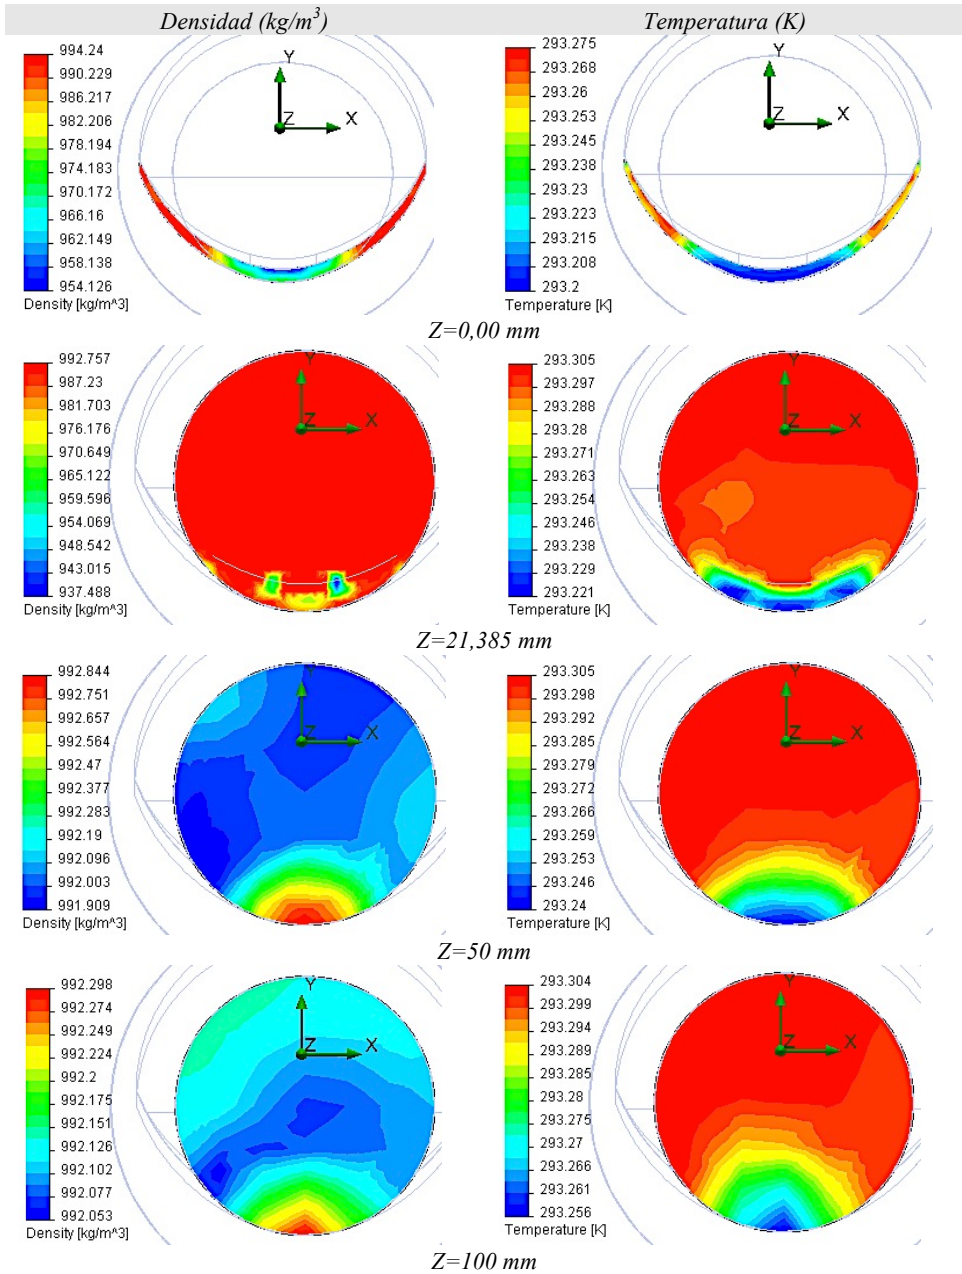 Densidad (kg/m³) Temperatura (K)
994.24
990.229
986.217
982.206
978.194
974.183
970.172
966.16
962.149
958.138
954.126
Density [kg/m^3]
Y
Z
X
293.275
293.268
293.26
293.253
293.245
293.238
293.23
293.223
293.215
293.208
293.2
Temperature [K]
Y
Z
X
Z=0,00 mm
992.757
987.23
981.703
976.176
970.649
965.122
959.596
954.069
948.542
943.015
937.488
Density [kg/m^3]
Y
Z
X
293.305
293.297
293.288
293.28
293.271
293.263
293.254
293.246
293.238
293.229
293.221
Temperature [K]
Y
Z
X
Z=21,385 mm
992.844
992.751
992.657
992.564
992.47
992.377
992.283
992.19
992.096
992.003
991.909
Density [kg/m^3]
Y
Z
X
293.305
293.298
293.292
293.285
293.279
293.272
293.266
293.259
293.253
293.246
293.24
Temperature [K]
Y
Z
X
Z=50 mm
992.298
992.274
992.249
992.224
992.2
992.175
992.151
992.126
992.102
992.077
992.053
Density [kg/m^3]
Y
Z
X
293.304
293.299
293.294
293.289
293.285
293.28
293.275
293.27
293.266
293.261
293.256
Temperature [K]
Y
Z
X
Z=100 mm